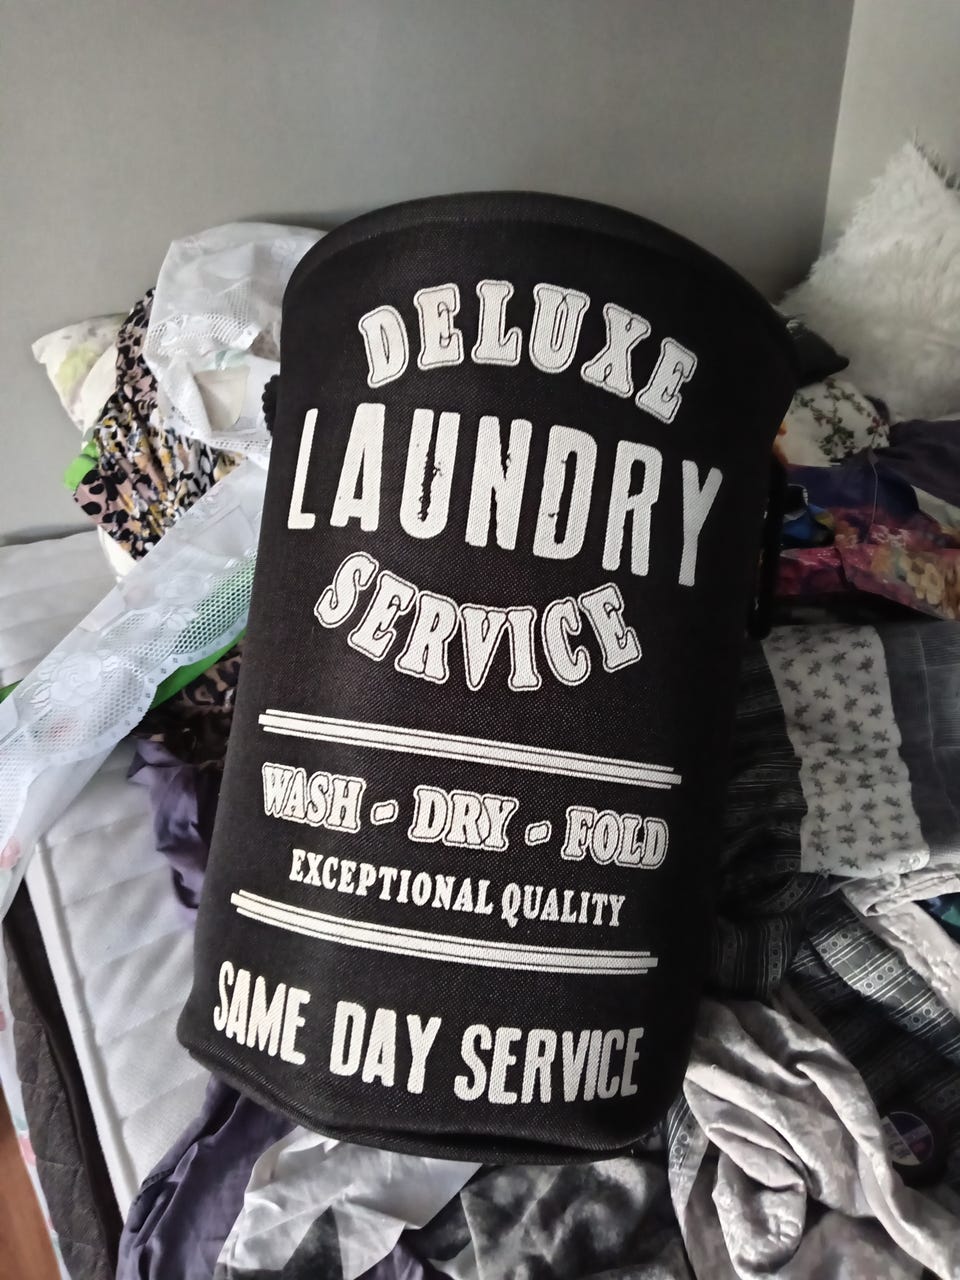 DELUXE
LAUNDRY
SERVICE
WASH - DRY - FOLD
EXCEPTIONAL QUALITY
SAME DAY SERVICE